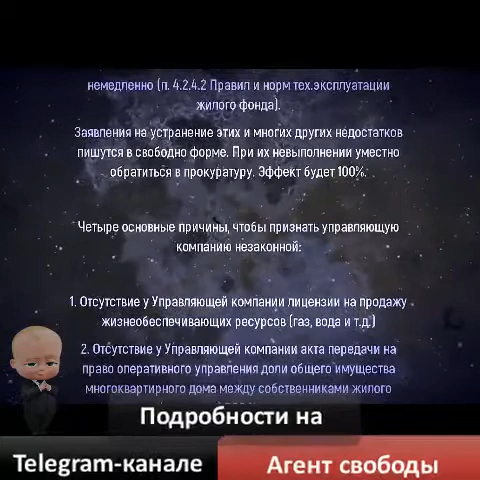 немедленно (п. 4.2.4.2 Правил и норм тех.эксплуатации
жилого фонда).
Заявления на устранение этих и многих других недостатков
пишутся в свободно форме. При их невыполнении уместно
обратиться в прокуратуру. Эффект будет 100%.
Четыре основные причины, чтобы признать управляющую
компанию незаконной:
1. Отсутствие у Управляющей компании лицензии на продажу
жизнеобеспечивающих ресурсов (газ, вода и т.д.)
2. Отсутствие у Управляющей компании акта передачи на
право оперативного управления доли общего имущества
многоквартирного дома между собственниками жилого
Подробности на
Telegram-канале
Агент свободы